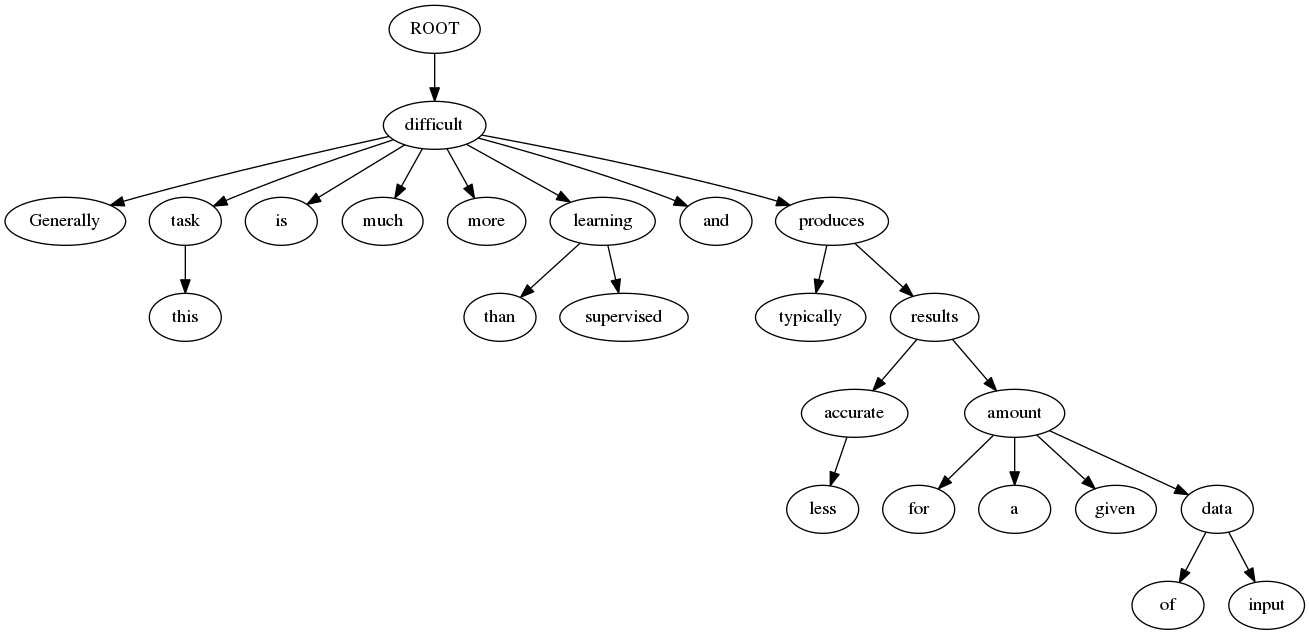 ROOT
difficult
Generally task is much more learning and produces
this than supervised typically results
accurate amount
less for a given data
of input